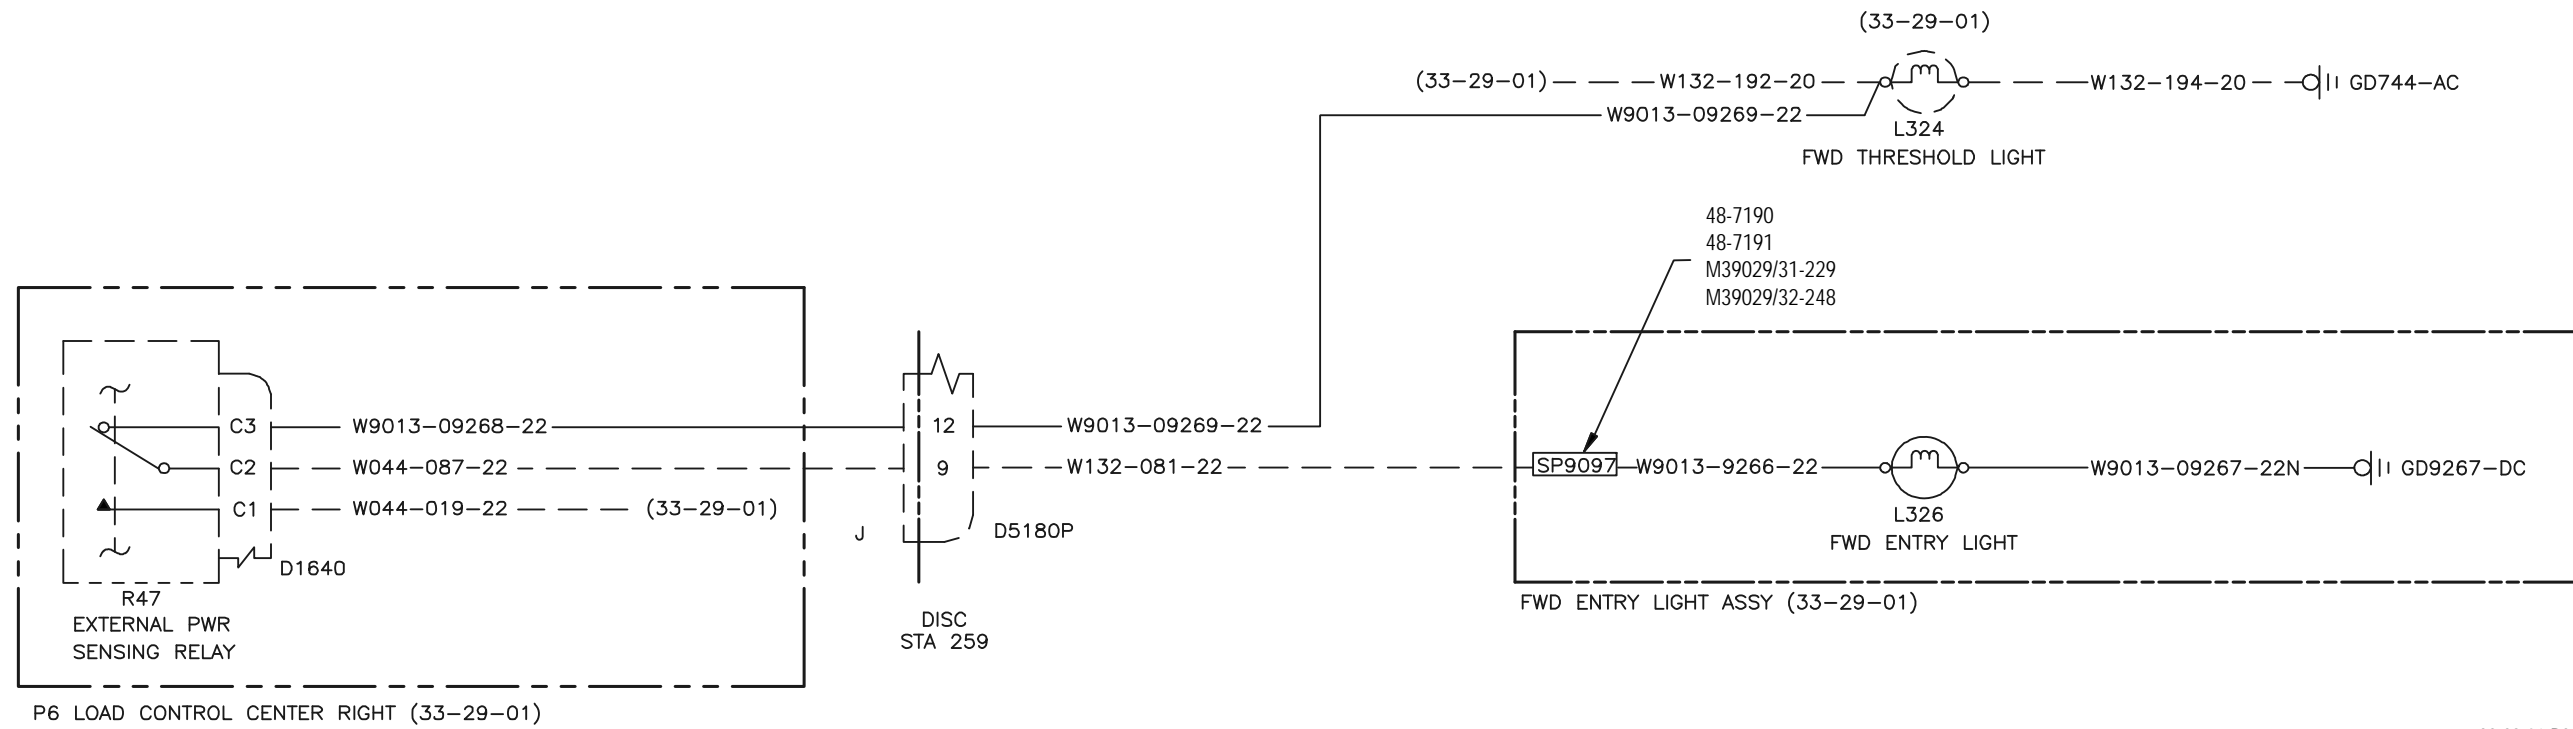 (33-29-01)
(33-29-01) W132-192-20 W132-194-20 GD744-AC
W9013-09269-22
L324
FWD THRESHOLD LIGHT
48-7190
48-7191
M39029/31-229
M39029/32-248
C3 W9013-09268-22 12 W9013-09269-22
C2 W044-087-22 9 W132-081-22 SP9097 W9013-9266-22 W9013-09267-22N GD9267-DC
C1 W044-019-22 (33-29-01)
L326
J D5180P
FWD ENTRY LIGHT
D1640
R47
EXTERNAL PWR
SENSING RELAY
FWD ENTRY LIGHT ASSY (33-29-01)
DISC
STA 259
P6 LOAD CONTROL CENTER RIGHT (33-29-01)